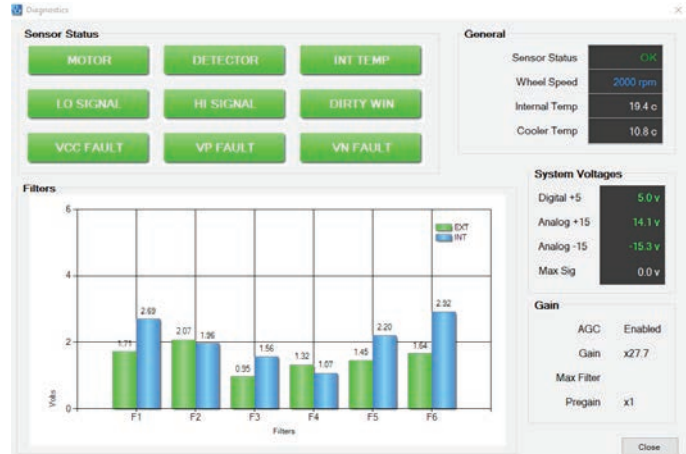 Diagnostics
Sensor Status
MOTOR
DETECTOR
INT TEMP
LO SIGNAL
HI SIGNAL
DIRTY WIN
VCC FAULT
VP FAULT
VN FAULT
General
Sensor Status OK
Wheel Speed 2000 rpm
Internal Temp 19.4 c
Cooler Temp 10.8 c
System Voltages
Digital +5 5.0 v
Analog +15 14.1 v
Analog -15 -15.3 v
Max Sig 0.0 v
Gain
AGC Enabled
Gain x27.7
Max Filter
Pregain x1
Filters
EXT
INT
6
4
2
0
Volts
1.71
2.69
2.07
1.96
0.95
1.56
1.32
1.07
1.45
2.20
1.64
2.92
F1
F2
F3
F4
F5
F6
Filters
Close